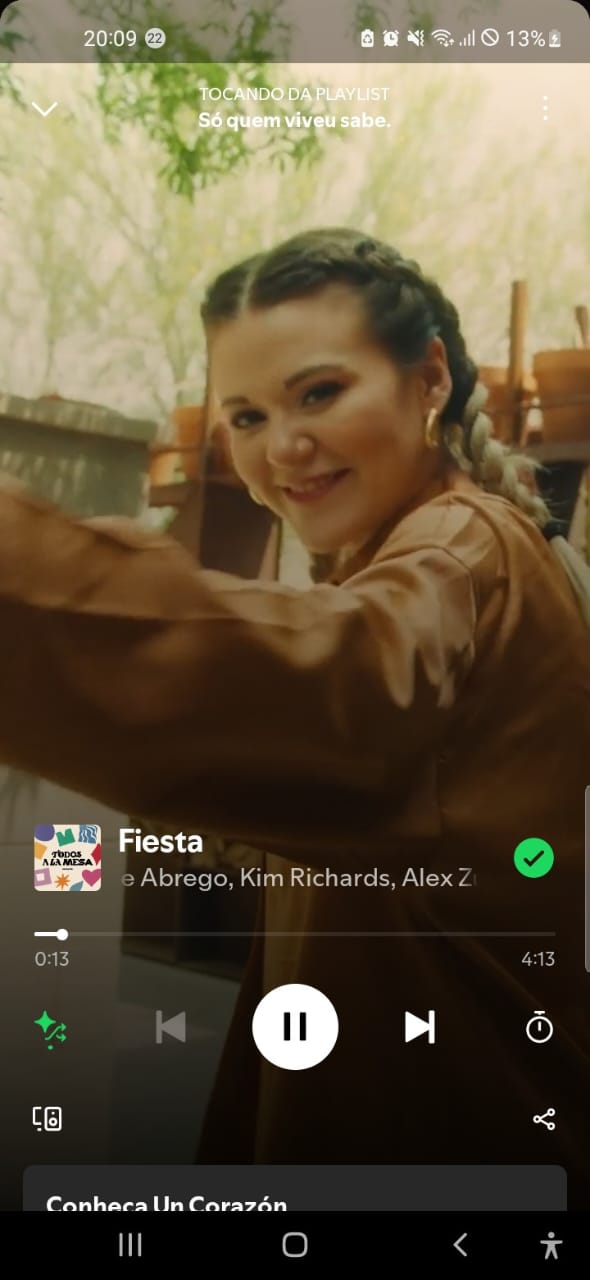 20:09 22 13%
TOCANDO DA PLAYLIST
Só quem viveu sabe.
TODOS
A LA MESA
Fiesta
e Abrego, Kim Richards, Alex
0:13
4:13
Conheça Un Corazón